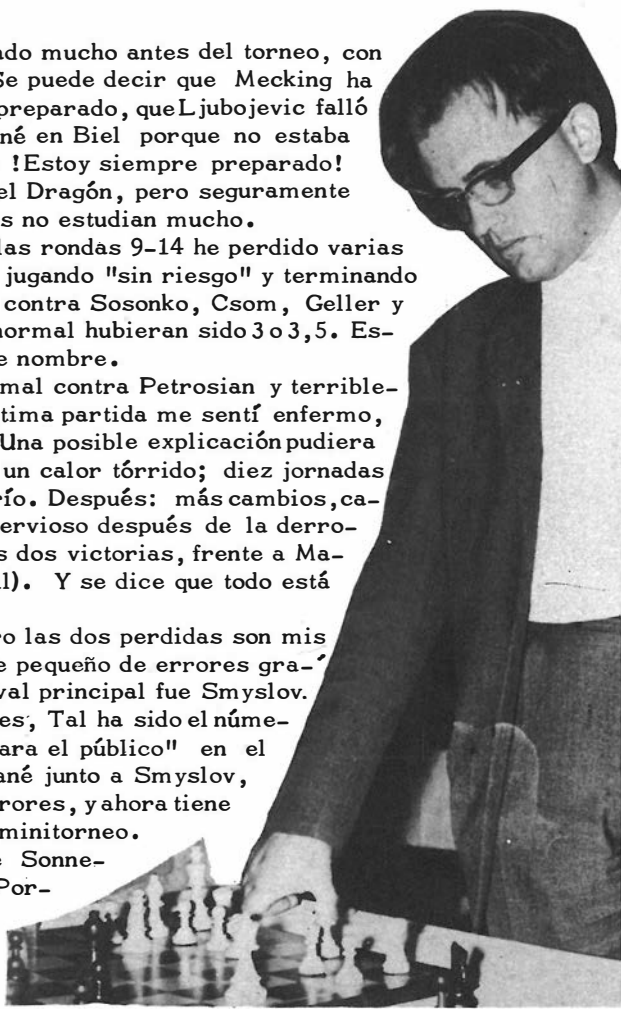 ado mucho antes del torneo, con
Se puede decir que Mecking ha
preparado, que Ljubojevic falló
né en Biel porque no estaba
!Estoy siempre preparado!
el Dragón, pero seguramente
s no estudian mucho.
las rondas 9-14 he perdido varias
jugando "sin riesgo" y terminando
contra Sosonko, Csom, Geller y
normal hubieran sido 3 o 3,5. Es-
e nombre.
mal contra Petrosian y terrible-
tima partida me sentí enfermo,
Una posible explicación pudiera
un calor tórrido; diez jornadas
río. Después: más cambios, ca-
ervioso después de la derro-
s dos victorias, frente a Ma-
l). Y se dice que todo está
ro las dos perdidas son mis
e pequeño de errores gra-
val principal fue Smyslov.
es, Tal ha sido el núme-
ara el público" en el
ané junto a Smyslov,
rrores, y ahora tiene
minitorneo.
e Sonne-
Por-